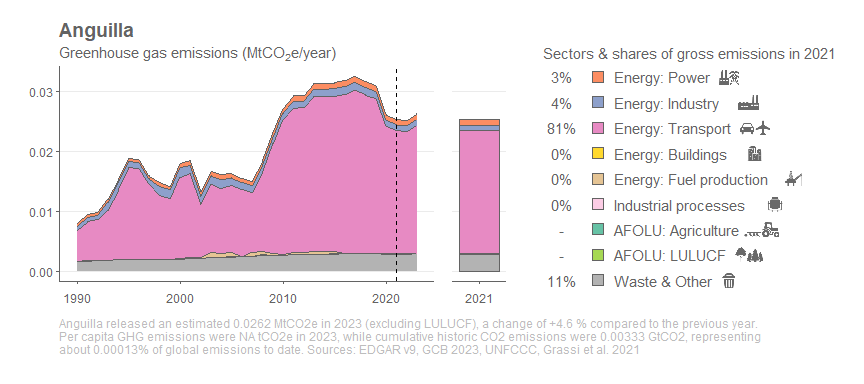 Anguilla
Greenhouse gas emissions (MtCO2e/year)
0.03
0.02
0.01
0.00
1990
2000
2010
2020
2021
Sectors & shares of gross emissions in 2021
3% Energy: Power
4% Energy: Industry
81% Energy: Transport
0% Energy: Buildings
0% Energy: Fuel production
0% Industrial processes
- AFOLU: Agriculture
- AFOLU: LULUCF
11% Waste & Other
Anguilla released an estimated 0.0262 MtCO2e in 2023 (excluding LULUCF), a change of +4.6 % compared to the previous year.
Per capita GHG emissions were NA tCO2e in 2023, while cumulative historic CO2 emissions were 0.00333 GtCO2, representing
about 0.00013% of global emissions to date. Sources: EDGAR v9, GCB 2023, UNFCCC, Grassi et al. 2021